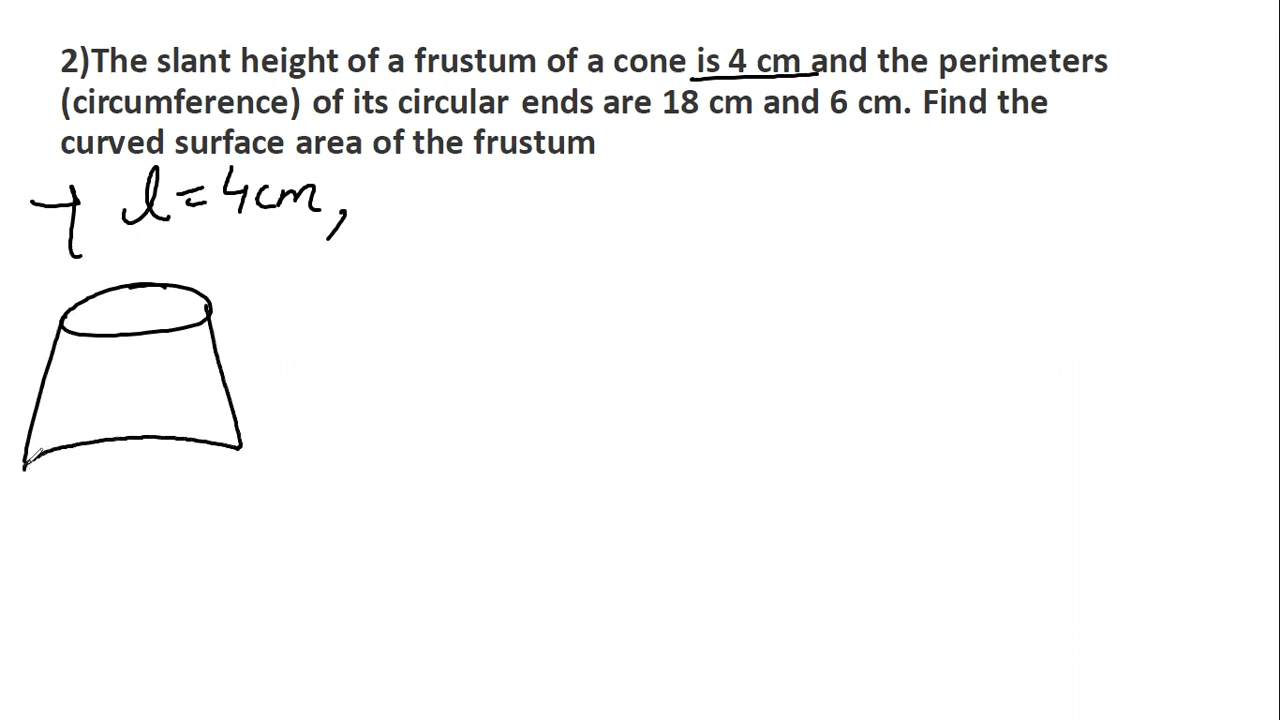 2)The slant height of a frustum of a cone is 4 cm and the perimeters
(circumference) of its circular ends are 18 cm and 6 cm. Find the
curved surface area of the frustum
→ l = 4cm,